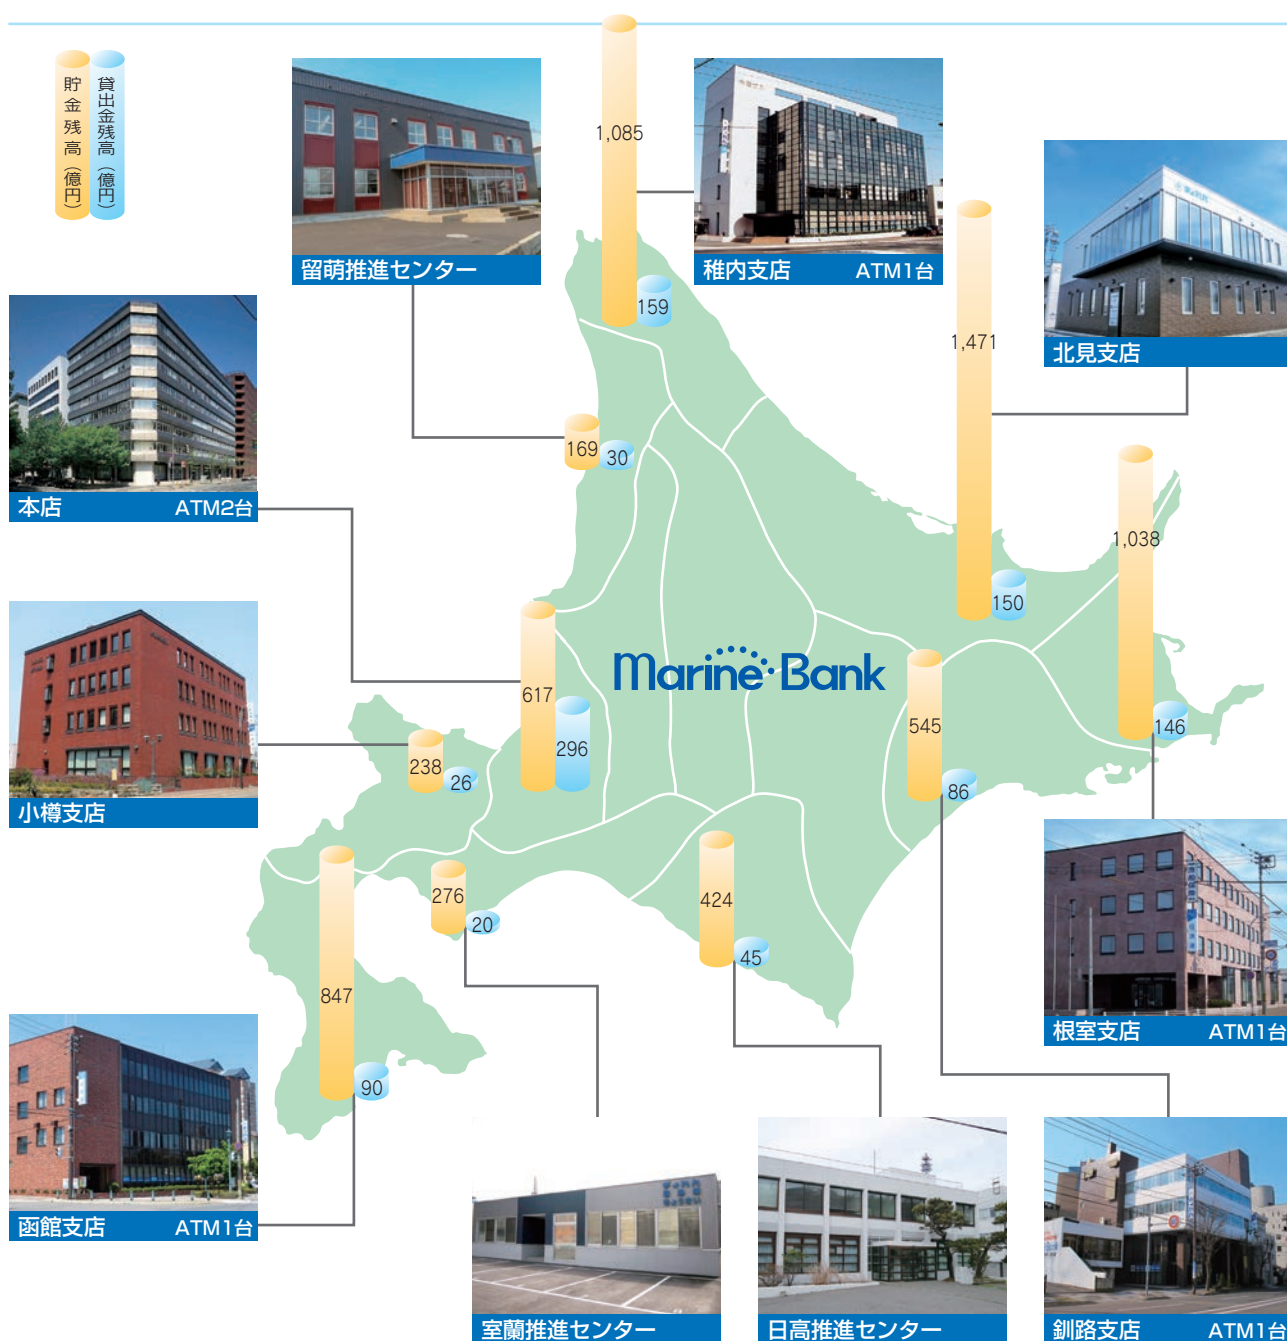 貯金残高（億円）
貸出金残高（億円）
1,085
159
留萌推進センター
稚内支店 ATM1台
1,471
150
北見支店
169
30
本店 ATM2台
1,038
146
617
296
Marine Bank
545
86
238
26
小樽支店
276
20
424
45
847
90
根室支店 ATM1台
函館支店 ATM1台
室蘭推進センター
日高推進センター
釧路支店 ATM1台